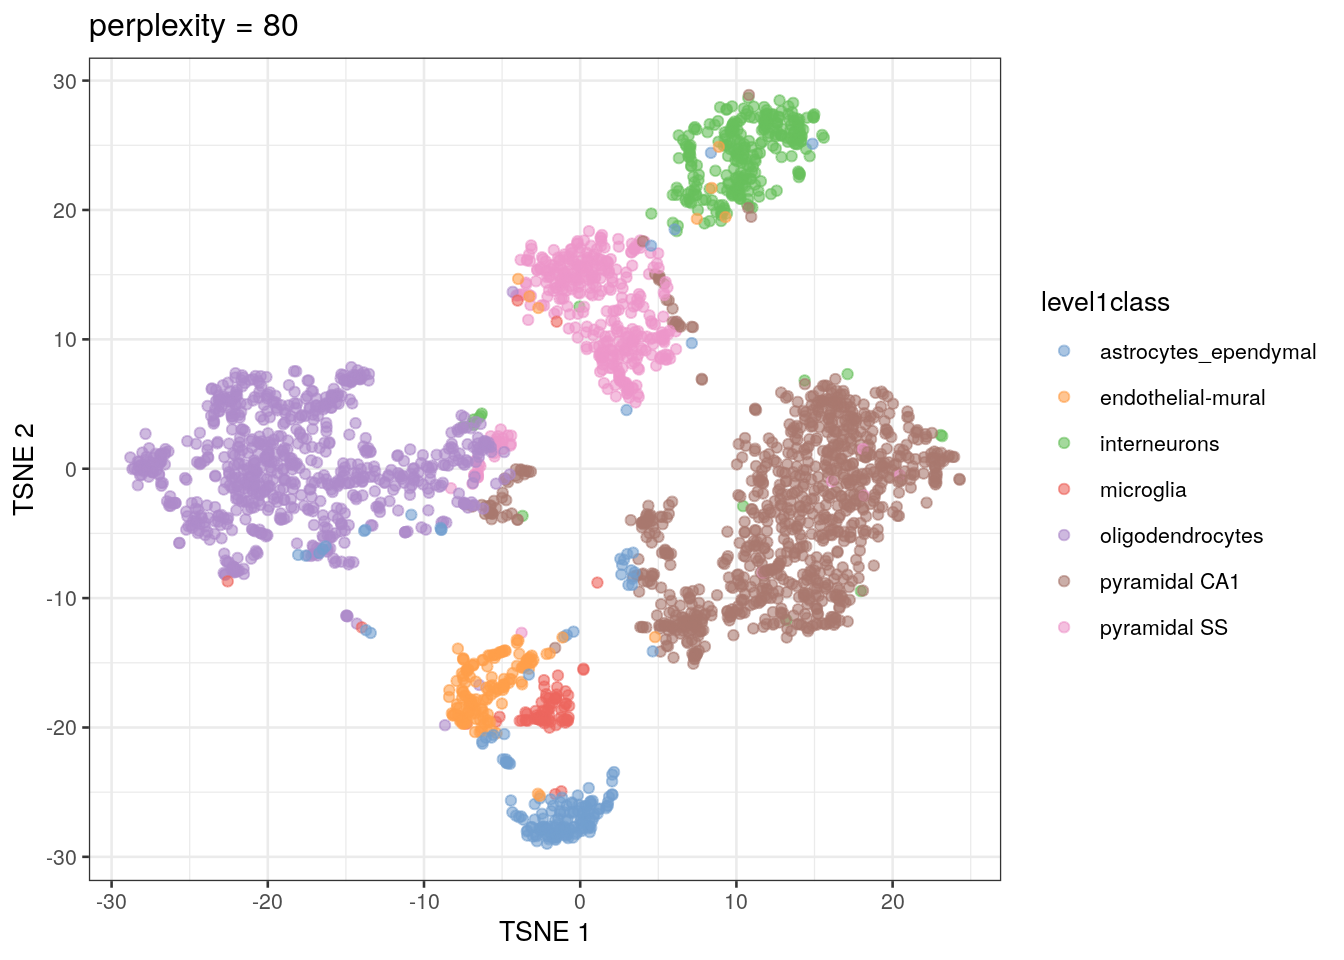 perplexity = 80
30
20
10
0
-10
-20
-30
TSNE 2
-30
-20
-10
0
10
20
TSNE 1
level1class
astrocytes_ependymal
endothelial-mural
interneurons
microglia
oligodendrocytes
pyramidal CA1
pyramidal SS